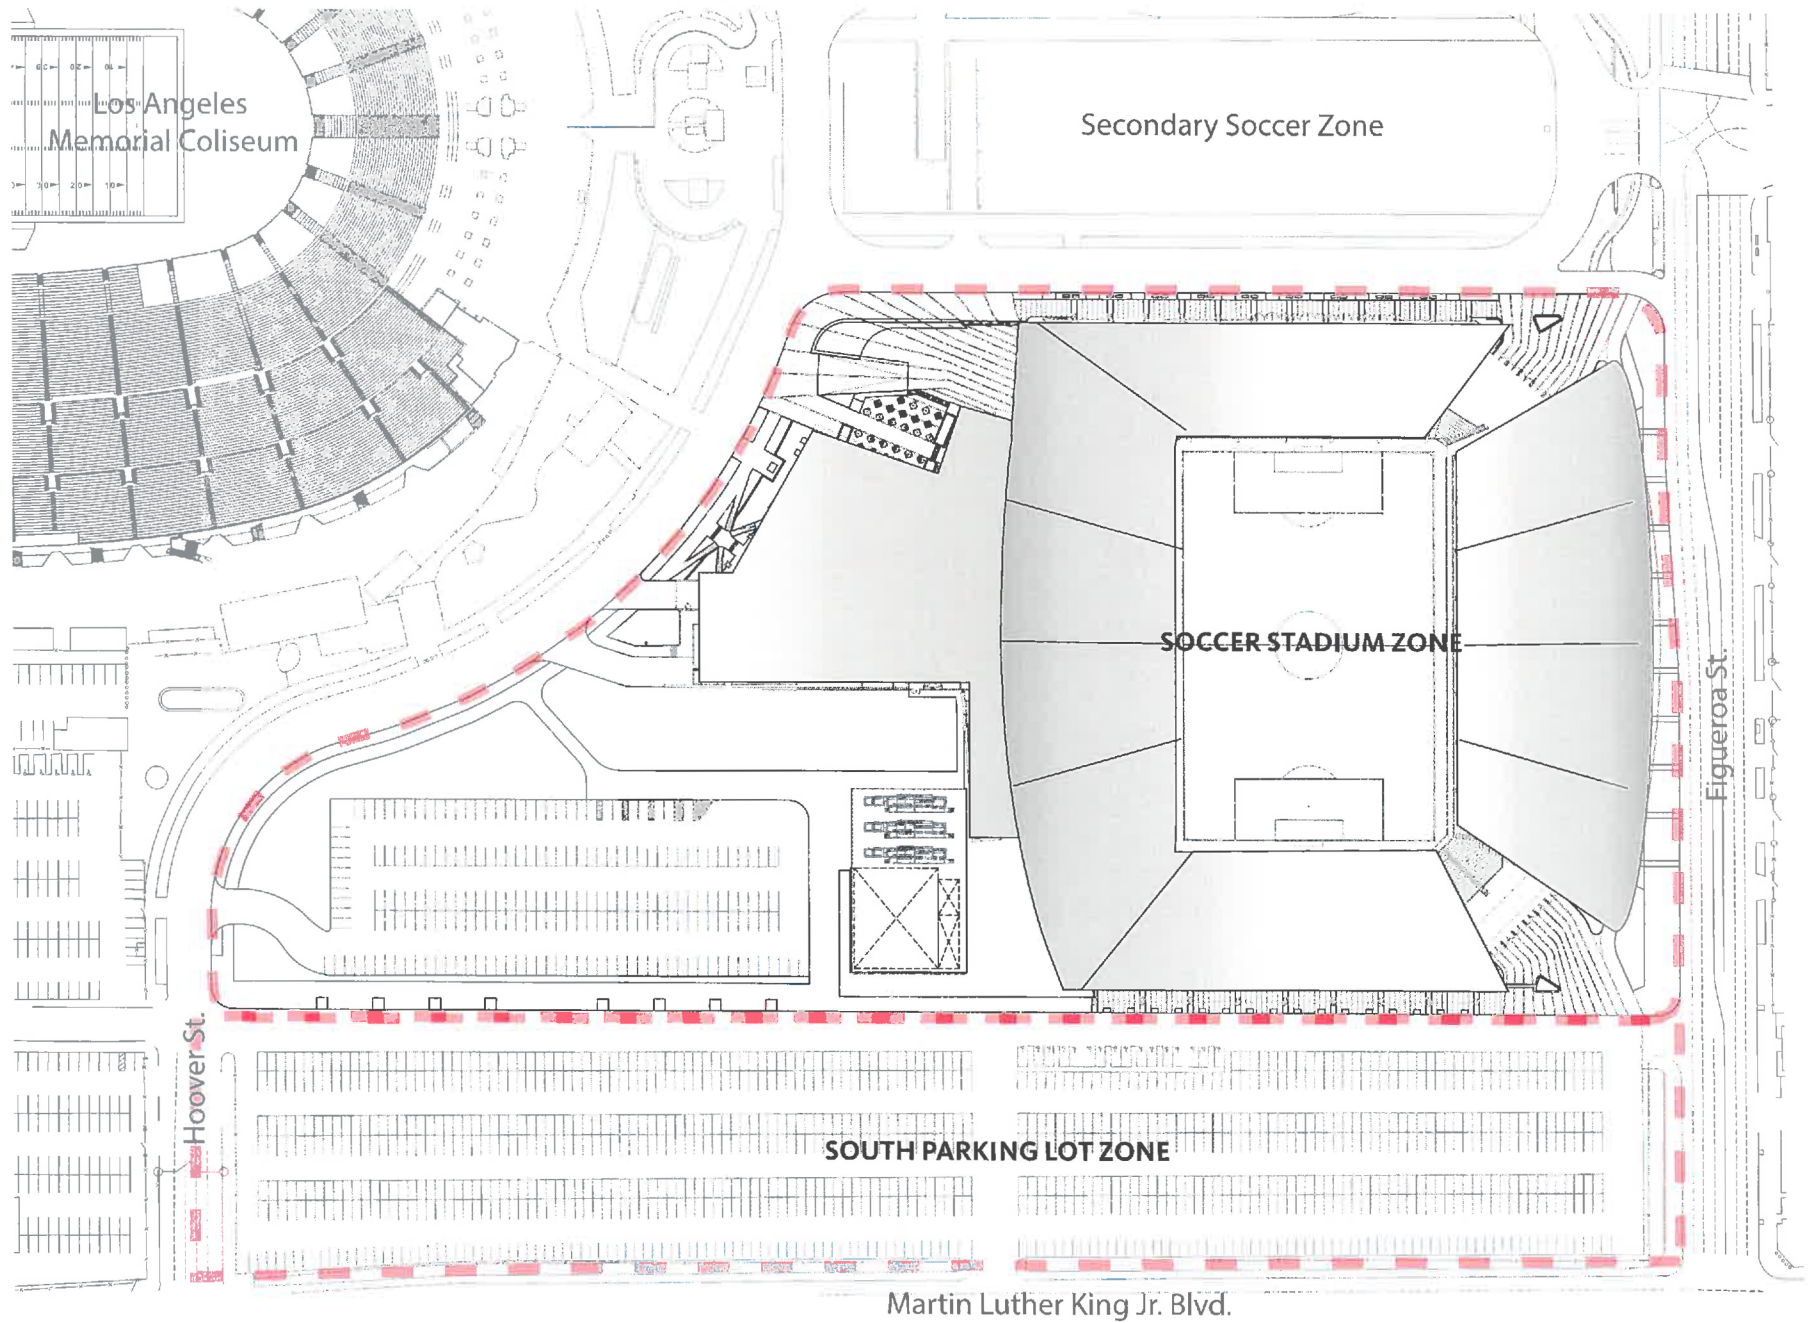 Los Angeles
Memorial Coliseum
Secondary Soccer Zone
SOCCER STADIUM ZONE
Figueroa St.
Hoover St.
SOUTH PARKING LOT ZONE
Martin Luther King Jr. Blvd.